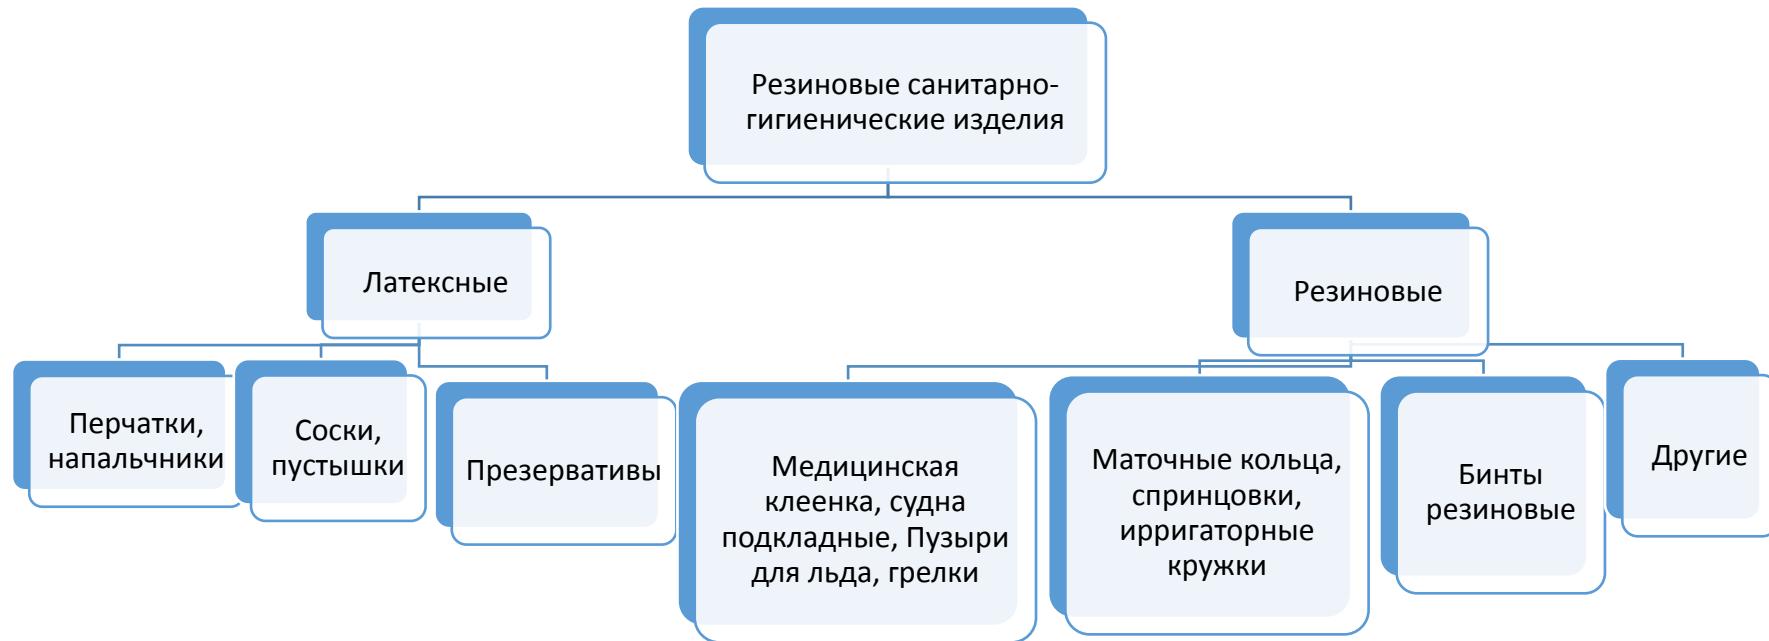 Резиновые санитарно-
гигиенические изделия
Латексные
Резиновые
Перчатки,
напальчники
Соски,
пустышки
Презервативы
Медицинская
клеенка, судна
подкладные, Пузыри
для льда, грелки
Маточные кольца,
спринцовки,
ирригаторные
кружки
Бинты
резиновые
Другие